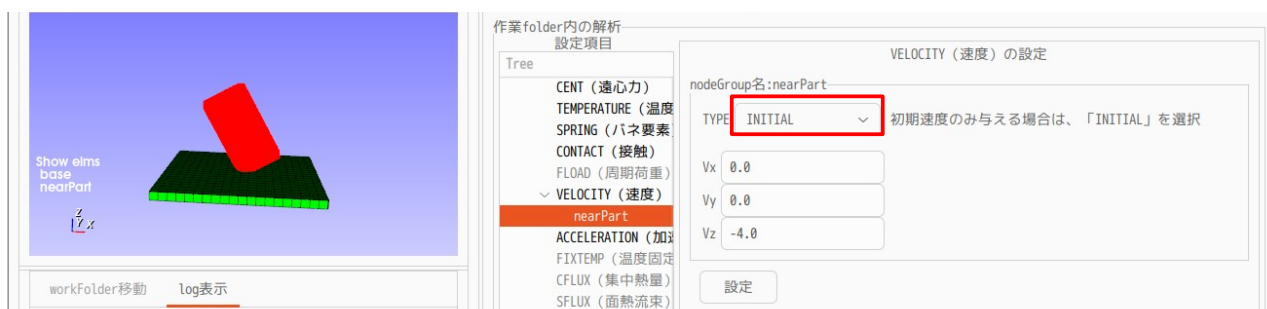 Show elms
base
nearPart
Z
Y X
workFolder移動
log表示
作業folder内の解析
設定項目
Tree
CENT (遠心力)
TEMPERATURE (温度
SPRING (バネ要素
CONTACT (接触)
FLOAD (周期荷重)
VELOCITY (速度)
nearPart
ACCELERATION (加速
FIXTEMP (温度固定
CFLUX (集中熱量)
SFLUX (面熱流束)
VELOCITY (速度) の設定
nodeGroup名:nearPart
TYPE INITIAL 初期速度のみ与える場合は、「INITIAL」を選択
Vx 0.0
Vy 0.0
Vz -4.0
設定